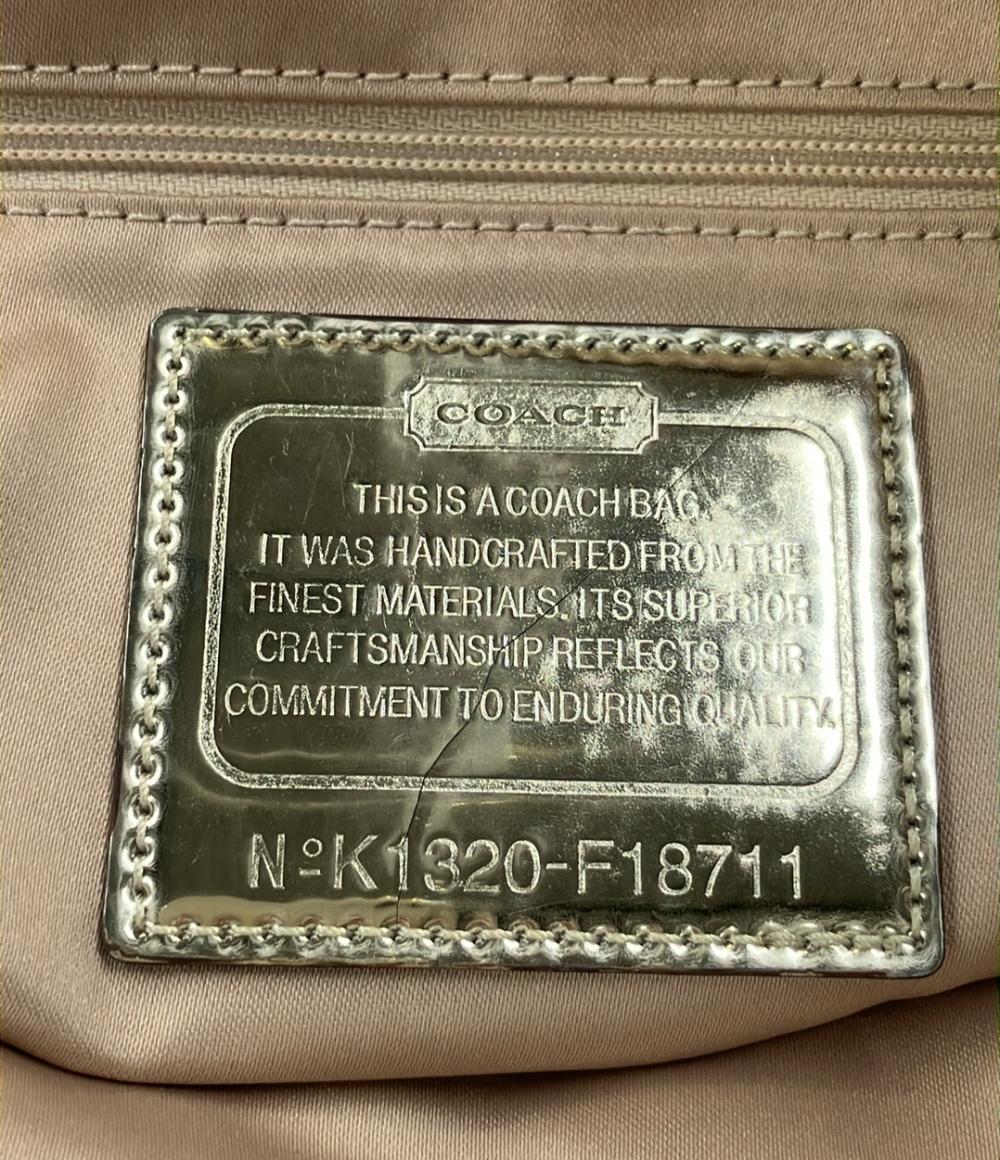 COACH
THIS IS A COACH BAG.
IT WAS HANDCRAFTED FROM THE
FINEST MATERIALS. ITS SUPERIOR
CRAFTSMANSHIP REFLECTS OUR
COMMITMENT TO ENDURING QUALITY.
Nº K1320-F18711